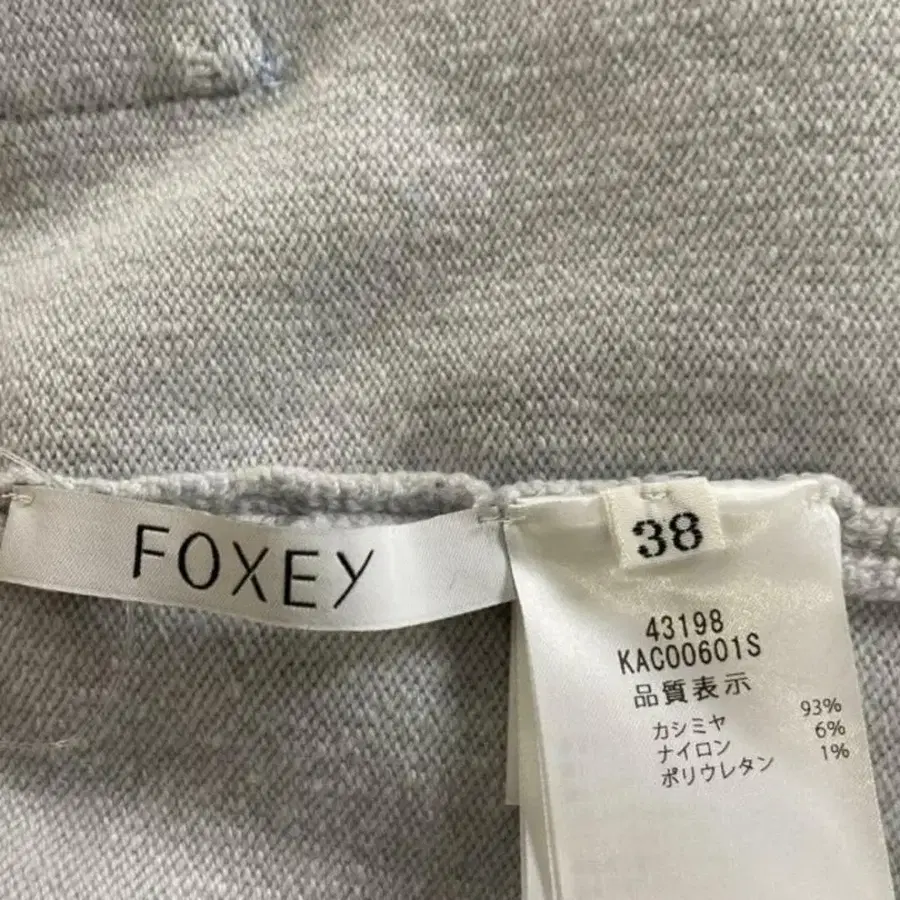 FOXEY
38
43198
KAC00601S
品質表示
カシミヤ 93%
ナイロン 6%
ポリウレタン 1%